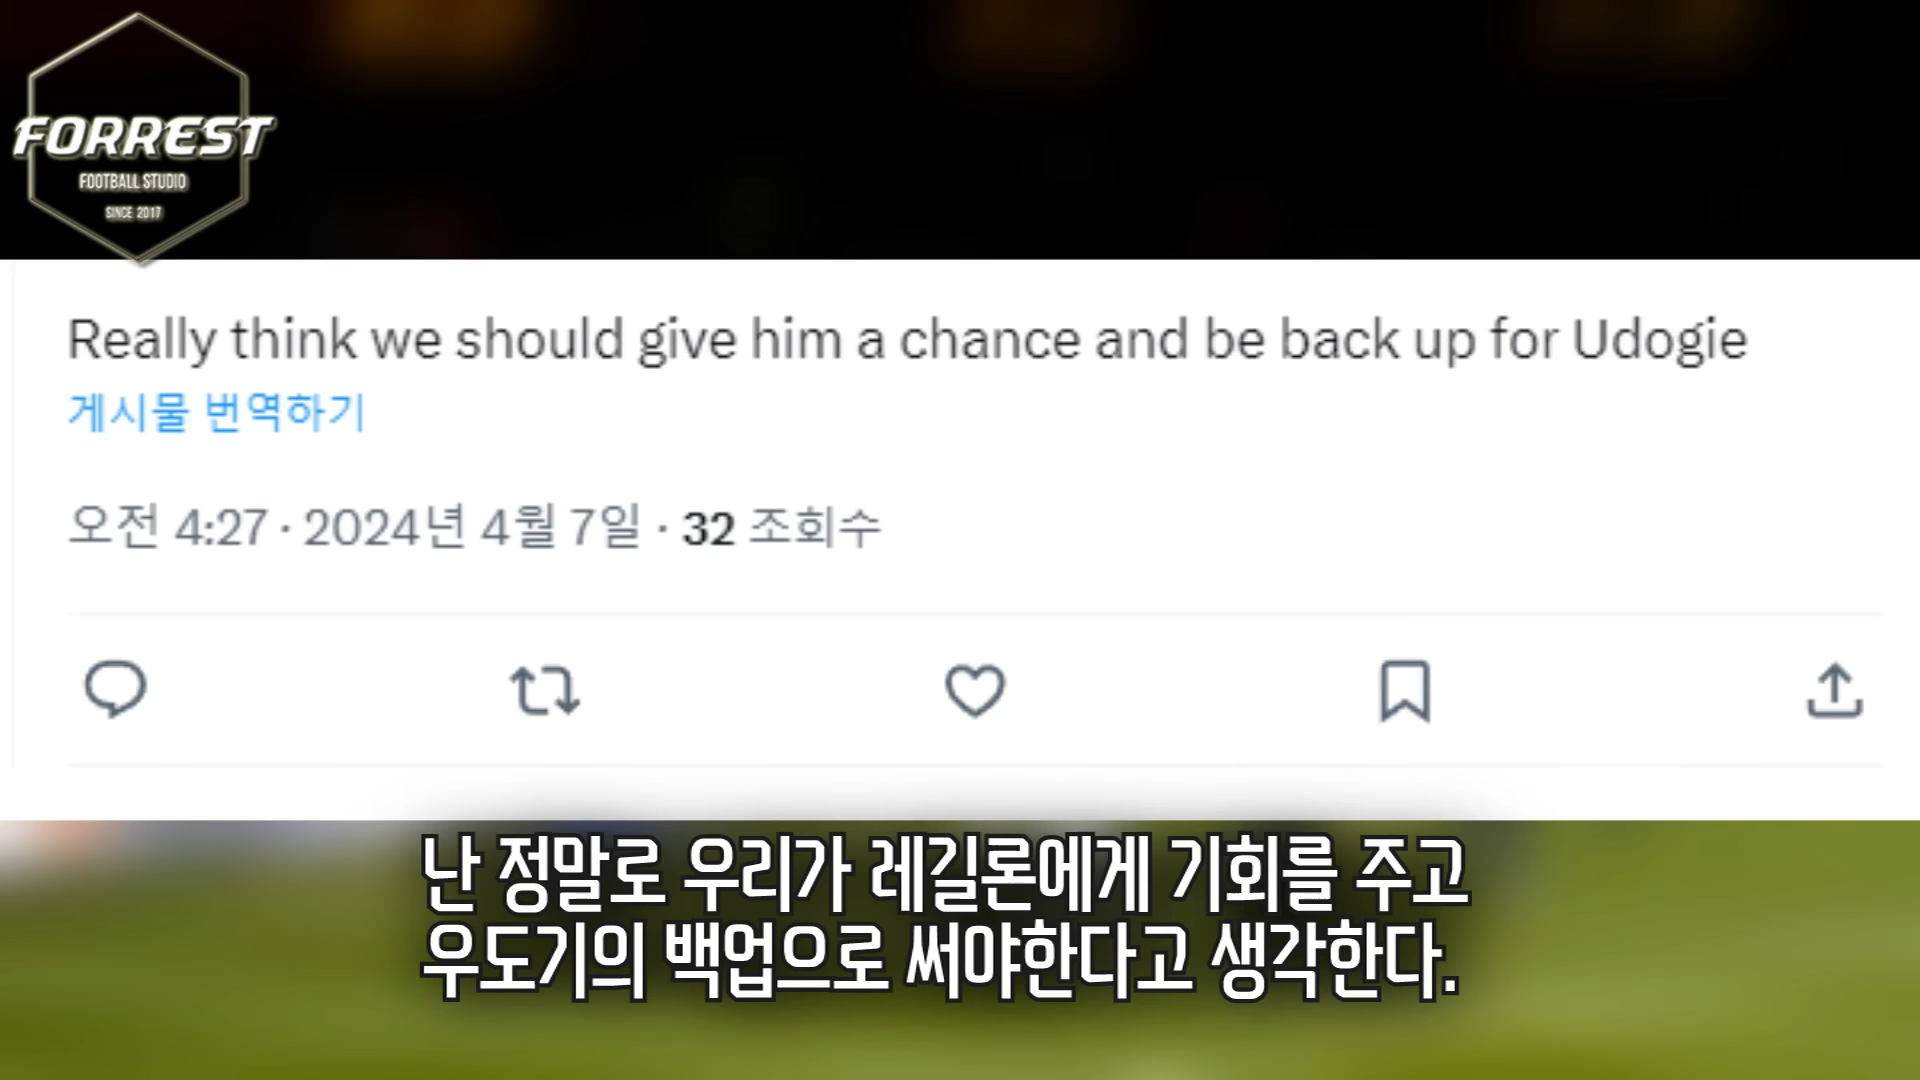 FORREST
FOOTBALL STUDIO
SINCE 2017
Really think we should give him a chance and be back up for Udogie
게시물 번역하기
오전 4:27 · 2024년 4월 7일 · 32 조회수
난 정말로 우리가 레길론에게 기회를 주고
우도기의 백업으로 써야한다고 생각한다.